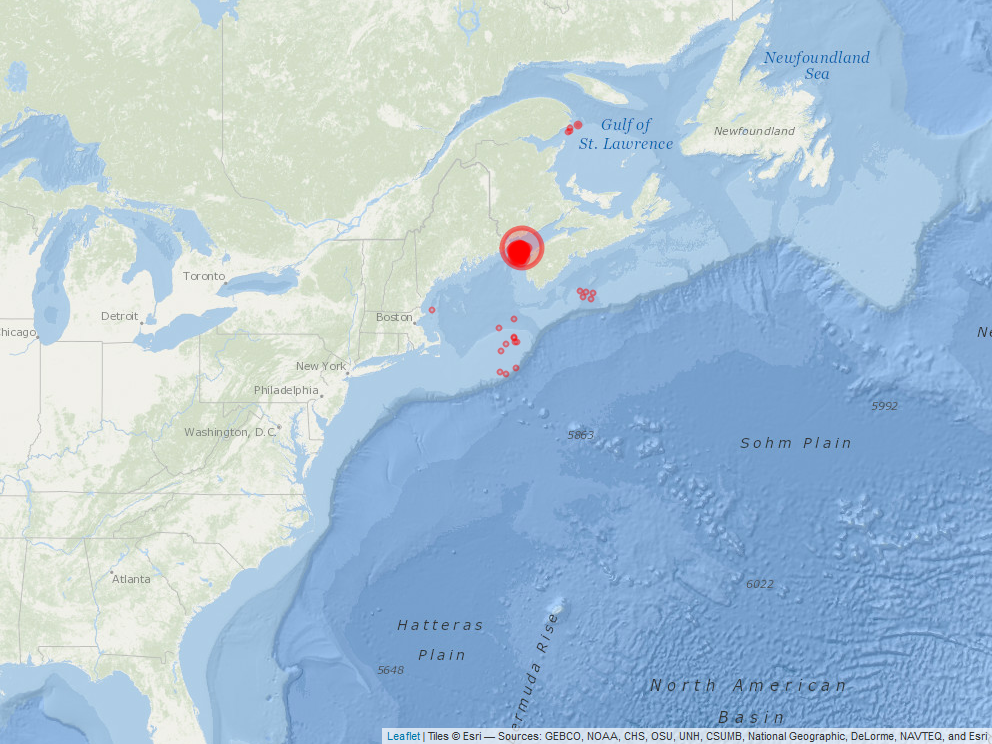 Newfoundland
Sea
Gulf of
St. Lawrence
Newfoundland
Toronto
Detroit
Chicago
Boston
New York
Philadelphia
Washington, D.C.
5992
5863
Sohm Plain
Atlanta
6022
Hatteras
Plain
5648
ermuda Rise
North American
Basin
Leaflet | Tiles © Esri — Sources: GEBCO, NOAA, CHS, OSU, UNH, CSUMB, National Geographic, DeLorme, NAVTEQ, and Esri